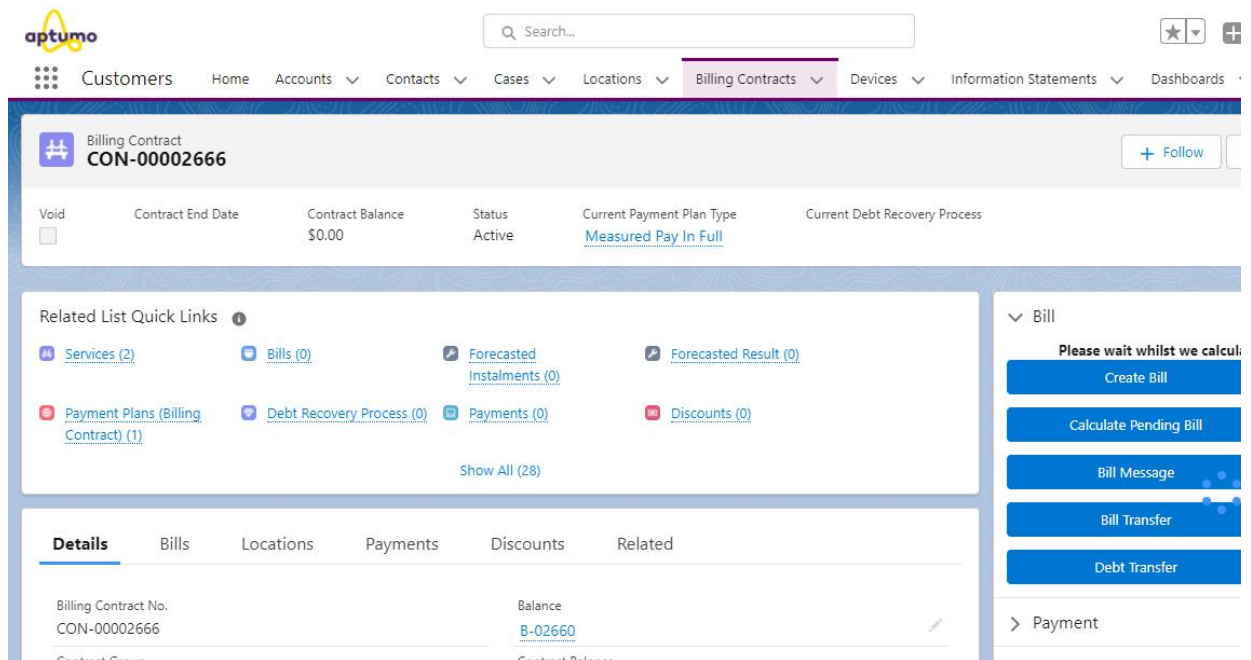 aptumo
Search...
Customers Home Accounts Contacts Cases Locations Billing Contracts Devices Information Statements Dashboards
Billing Contract
CON-00002666
+ Follow
Void Contract End Date Contract Balance Status Current Payment Plan Type Current Debt Recovery Process
$0.00 Active Measured Pay In Full
Related List Quick Links
Services (2) Bills (0) Forecasted Instalments (0) Forecasted Result (0)
Payment Plans (Billing Contract) (1) Debt Recovery Process (0) Payments (0) Discounts (0)
Show All (28)
Bill
Please wait whilst we calcul
Create Bill
Calculate Pending Bill
Bill Message
Bill Transfer
Debt Transfer
Payment
Details Bills Locations Payments Discounts Related
Billing Contract No. Balance
CON-00002666 B-02660
Contract Group Contract Balance